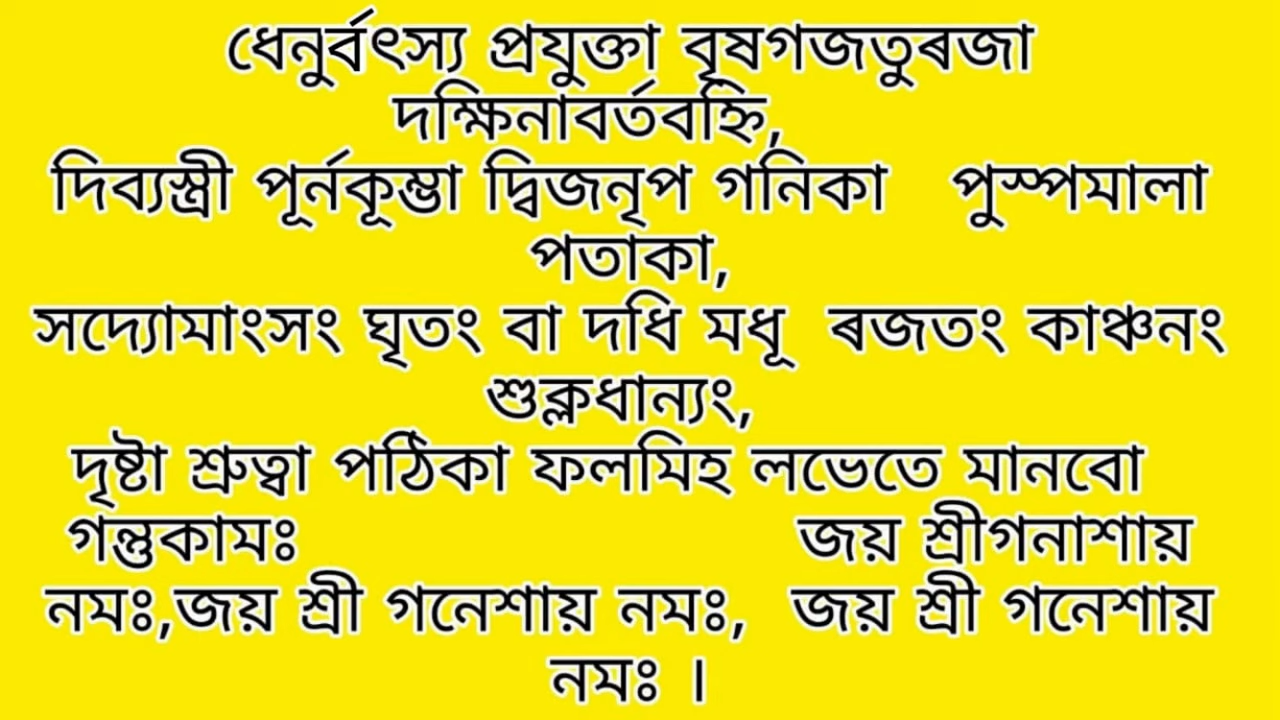 ধেনুৰ্বৎস্য প্ৰযুক্তা বৃষগজতুৰজা
দক্ষিনাবৰ্তবহ্নি,
দিব্যস্ত্ৰী পূৰ্নকূম্ভা দ্বিজনৃপ গনিকা পুস্পমালা
পতাকা,
সদ্যোমাংসং ঘৃতং বা দধি মধূ ৰজতং কাঞ্চনং
শুক্লধান্যং,
দৃষ্টা শ্ৰুত্বা পঠিকা ফলমিহ লভেতে মানবো
গন্তুকামঃ জয় শ্ৰীগনাশায়
নমঃ,জয় শ্ৰী গনেশায় নমঃ, জয় শ্ৰী গনেশায়
নমঃ ।